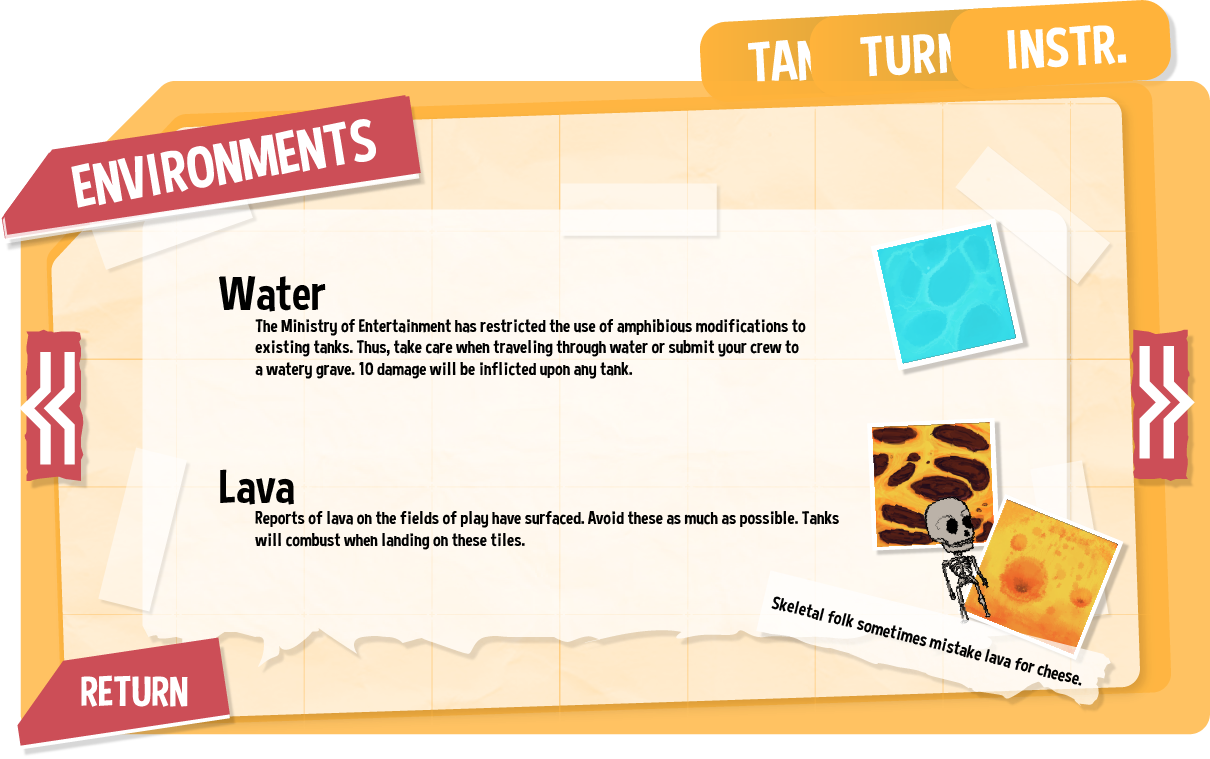 TAN TURN INSTR.
ENVIRONMENTS
Water
The Ministry of Entertainment has restricted the use of amphibious modifications to
existing tanks. Thus, take care when traveling through water or submit your crew to
a watery grave. 10 damage will be inflicted upon any tank.
Lava
Reports of lava on the fields of play have surfaced. Avoid these as much as possible. Tanks
will combust when landing on these tiles.
Skeletal folk sometimes mistake lava for cheese.
RETURN